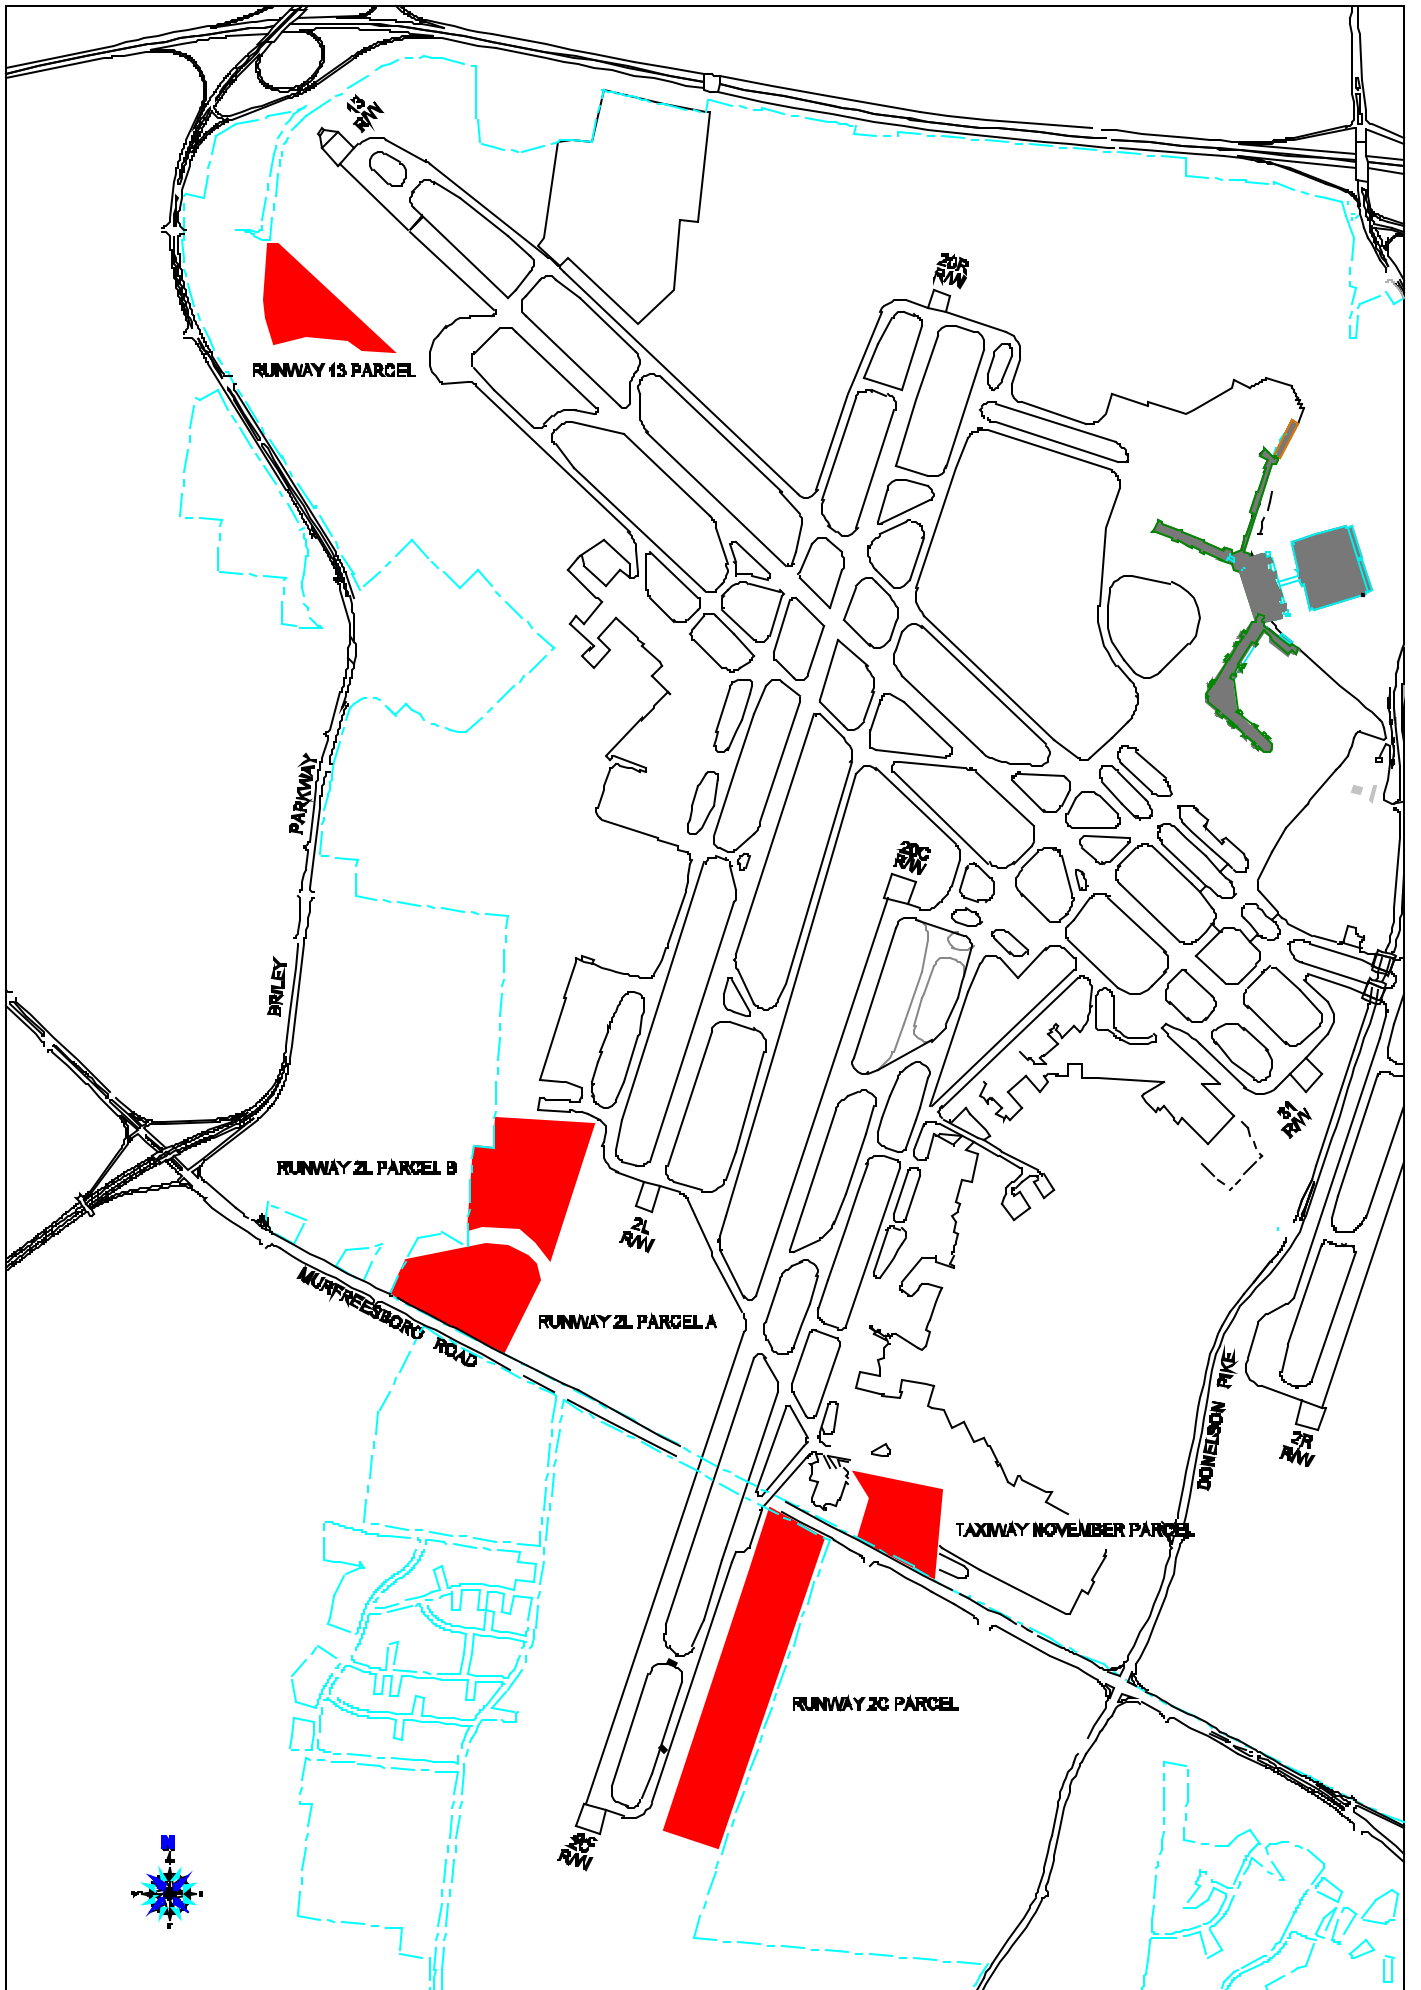 13
R/W
20R
R/W
RUNWAY 13 PARCEL
PARKWAY
20C
R/W
BRILEY
31
R/W
RUNWAY 2L PARCEL B
2L
R/W
MURFREESBORO ROAD
RUNWAY 2L PARCEL A
DONELSON PIKE
2R
R/W
TAXIWAY NOVEMBER PARCEL
RUNWAY 2C PARCEL
2C
R/W
N